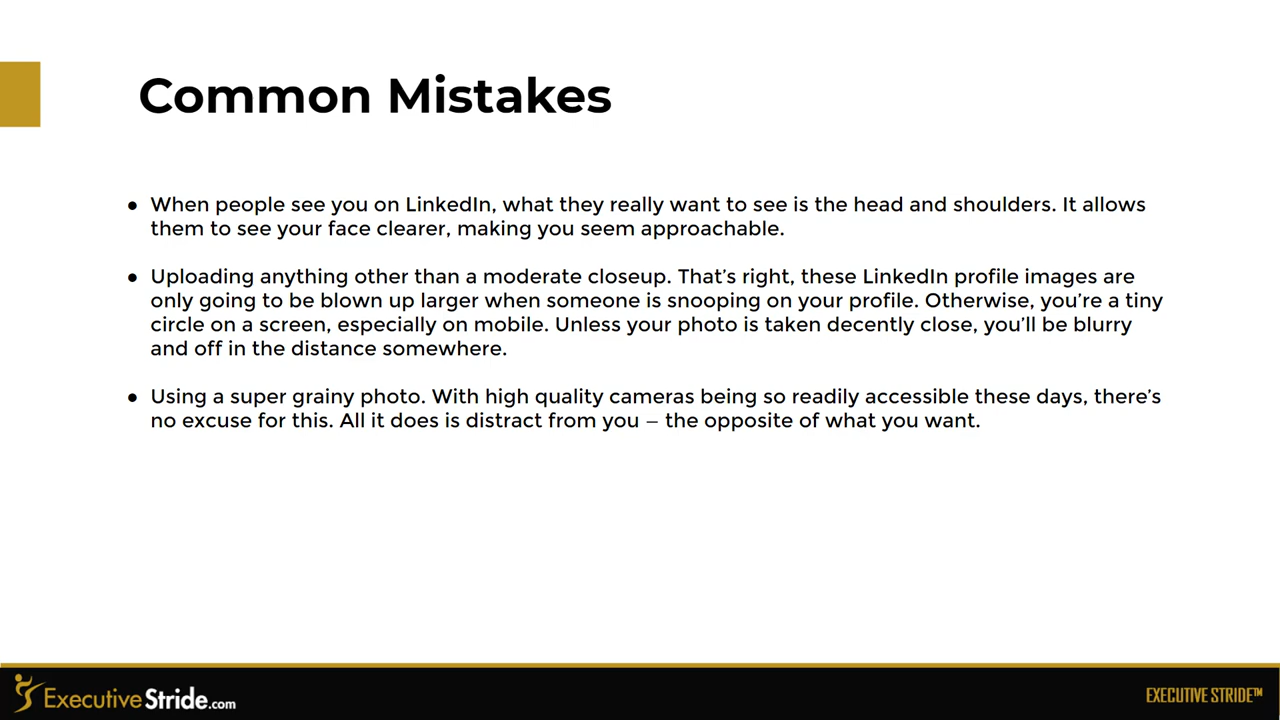 Common Mistakes
● When people see you on LinkedIn, what they really want to see is the head and shoulders. It allows
them to see your face clearer, making you seem approachable.
● Uploading anything other than a moderate closeup. That’s right, these LinkedIn profile images are
only going to be blown up larger when someone is snooping on your profile. Otherwise, you’re a tiny
circle on a screen, especially on mobile. Unless your photo is taken decently close, you’ll be blurry
and off in the distance somewhere.
● Using a super grainy photo. With high quality cameras being so readily accessible these days, there’s
no excuse for this. All it does is distract from you – the opposite of what you want.
ExecutiveStride.com
EXECUTIVE STRIDE™